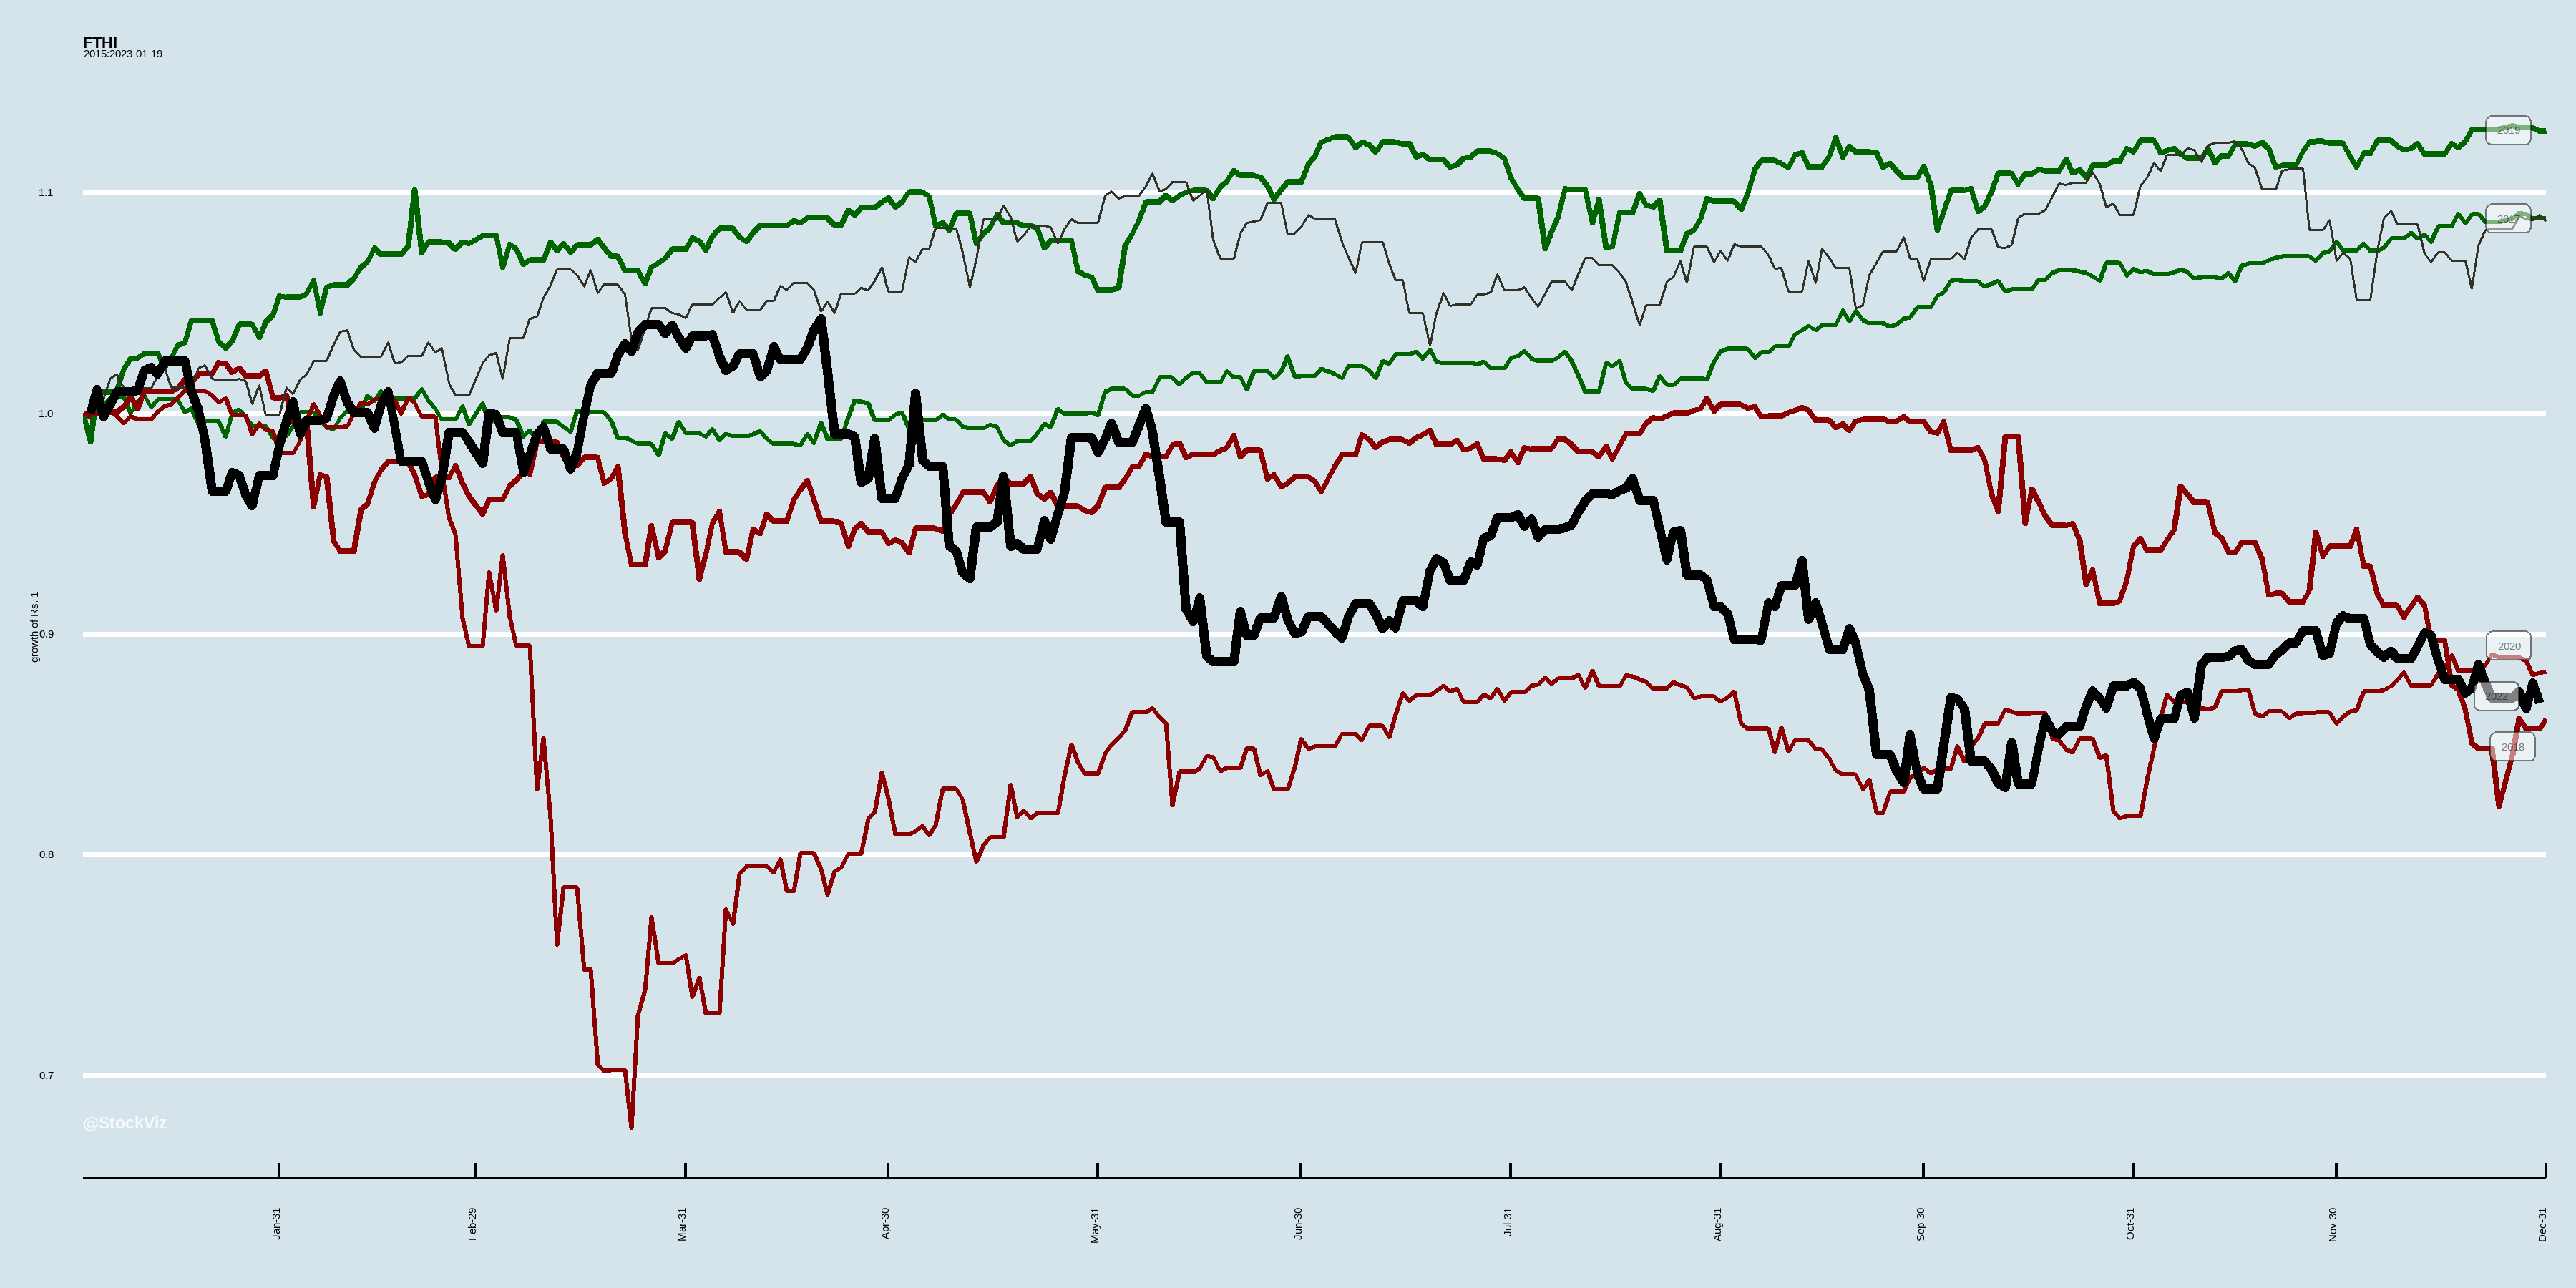 FTHI
2015:2023-01-19
2019
1.1
2017
1.0
growth of Rs. 1
0.9
2020
2022
2018
0.8
0.7
@StockViz
Jan-31
Feb-29
Mar-31
Apr-30
May-31
Jun-30
Jul-31
Aug-31
Sep-30
Oct-31
Nov-30
Dec-31